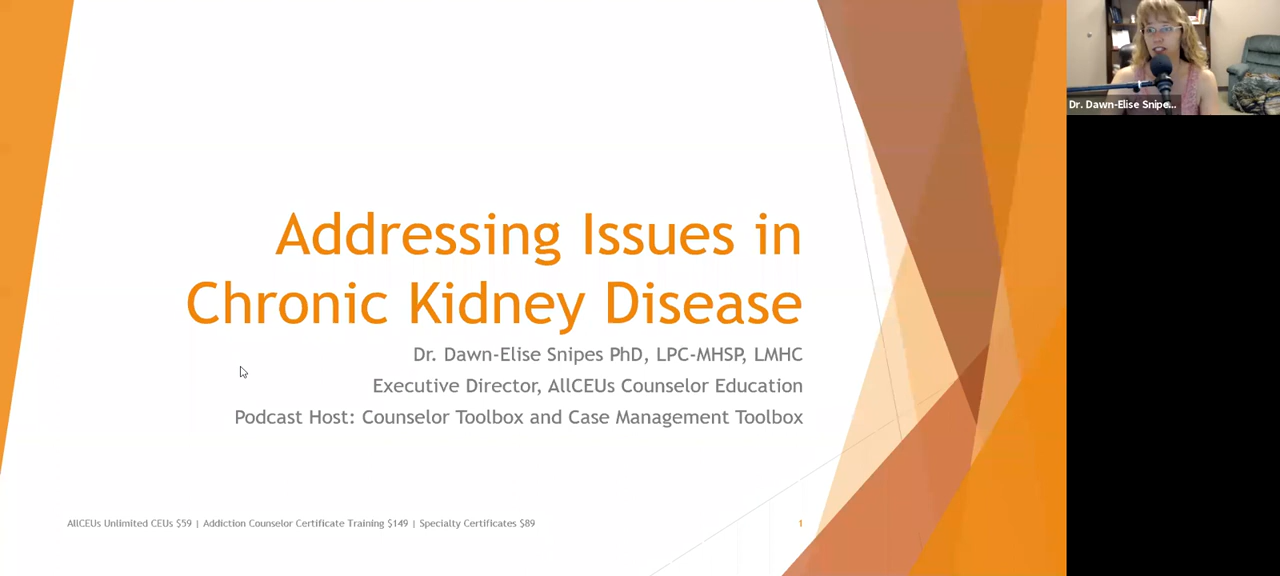 Addressing Issues in
Chronic Kidney Disease
Dr. Dawn-Elise Snipes PhD, LPC-MHSP, LMHC
Executive Director, AllCEUs Counselor Education
Podcast Host: Counselor Toolbox and Case Management Toolbox
AllCEUs Unlimited CEUs $59 | Addiction Counselor Certificate Training $149 | Specialty Certificates $89
1
Dr. Dawn-Elise Snipe...